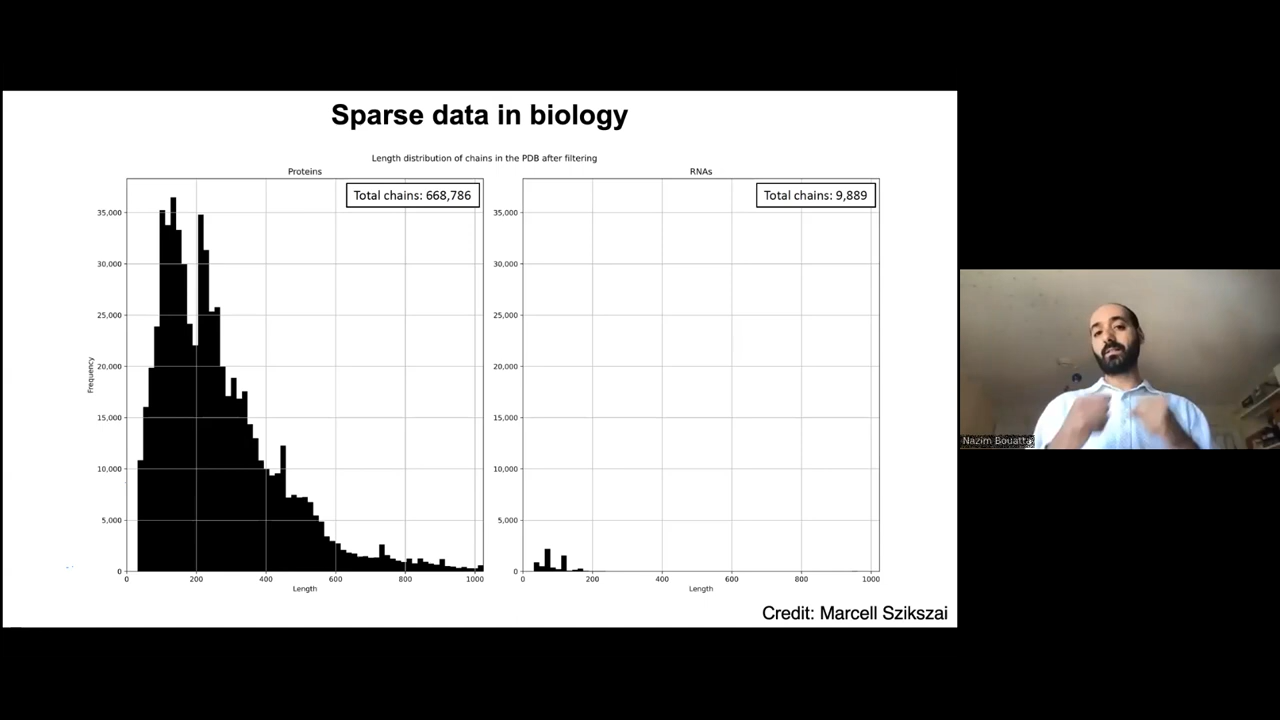 Sparse data in biology
Length distribution of chains in the PDB after filtering
Proteins
Total chains: 668,786
35,000
30,000
25,000
20,000
15,000
10,000
5,000
0
Frequency
0 200 400 600 800 1000
Length
RNAs
Total chains: 9,889
35,000
30,000
25,000
20,000
15,000
10,000
5,000
0
0 200 400 600 800 1000
Length
Credit: Marcell Szikszai
Nazim Bouatta